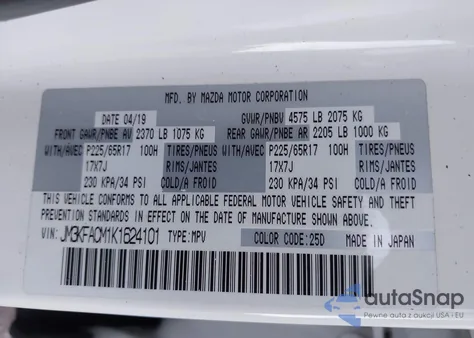 MFD. BY MAZDA MOTOR CORPORATION
DATE 04/19 GVWR/PNBV 4575 LB 2075 KG
FRONT GAWR/PNBE AV 2370 LB 1075 KG REAR GAWR/PNBE AR 2205 LB 1000 KG
WITH/AVEC P225/65R17 100H TIRES/PNEUS WITH/AVEC P225/65R17 100H TIRES/PNEUS
17X7J RIMS/JANTES 17X7J RIMS/JANTES
230 KPA/34 PSI COLD/A FROID 230 KPA/34 PSI COLD/A FROID
THIS VEHICLE CONFORMS TO ALL APPLICABLE FEDERAL MOTOR VEHICLE SAFETY AND THEFT
PREVENTION STANDARDS IN EFFECT ON THE DATE OF MANUFACTURE SHOWN ABOVE.
VIN: JM3KFACM1K1624101 TYPE:MPV COLOR CODE:25D MADE IN JAPAN
autoSnap
Pewne auta z aukcji USA - EU